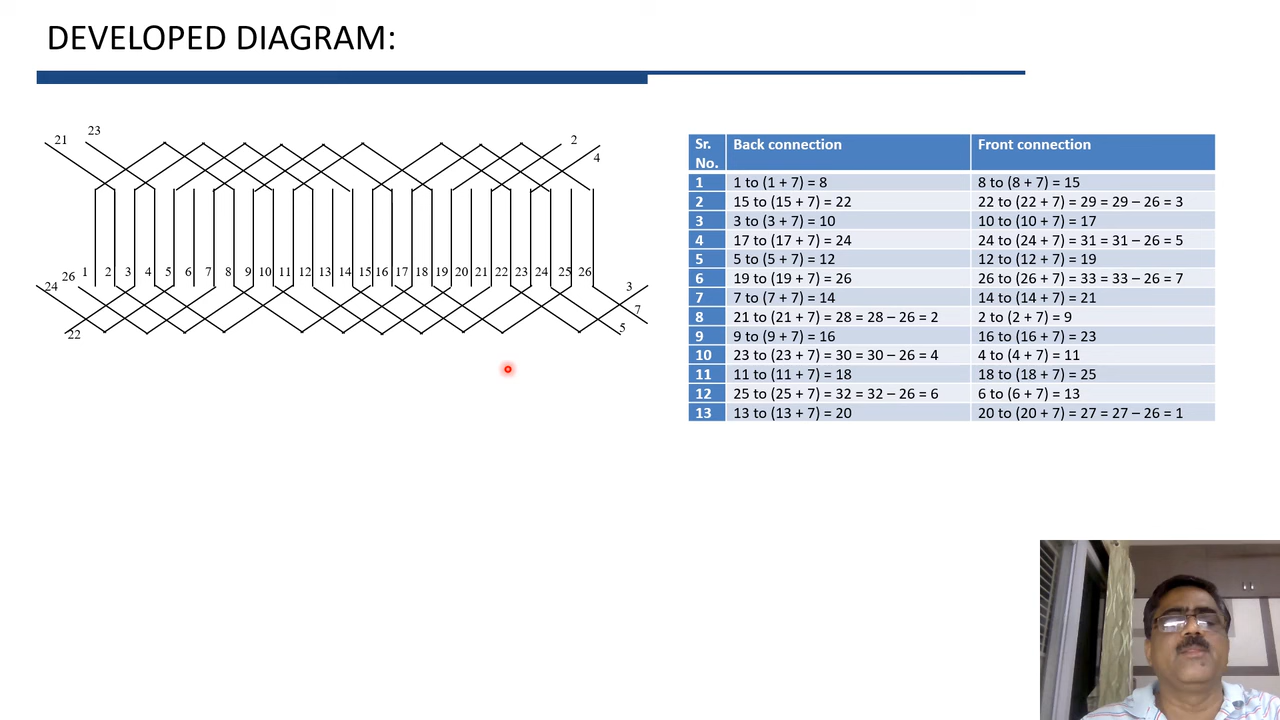 DEVELOPED DIAGRAM:
21 23 2 4
24 26 1 2 3 4 5 6 7 8 9 10 11 12 13 14 15 16 17 18 19 20 21 22 23 24 25 26 3
22 7 5
Sr. No. Back connection Front connection
1 1 to (1 + 7) = 8 8 to (8 + 7) = 15
2 15 to (15 + 7) = 22 22 to (22 + 7) = 29 = 29 – 26 = 3
3 3 to (3 + 7) = 10 10 to (10 + 7) = 17
4 17 to (17 + 7) = 24 24 to (24 + 7) = 31 = 31 – 26 = 5
5 5 to (5 + 7) = 12 12 to (12 + 7) = 19
6 19 to (19 + 7) = 26 26 to (26 + 7) = 33 = 33 – 26 = 7
7 7 to (7 + 7) = 14 14 to (14 + 7) = 21
8 21 to (21 + 7) = 28 = 28 – 26 = 2 2 to (2 + 7) = 9
9 9 to (9 + 7) = 16 16 to (16 + 7) = 23
10 23 to (23 + 7) = 30 = 30 – 26 = 4 4 to (4 + 7) = 11
11 11 to (11 + 7) = 18 18 to (18 + 7) = 25
12 25 to (25 + 7) = 32 = 32 – 26 = 6 6 to (6 + 7) = 13
13 13 to (13 + 7) = 20 20 to (20 + 7) = 27 = 27 – 26 = 1